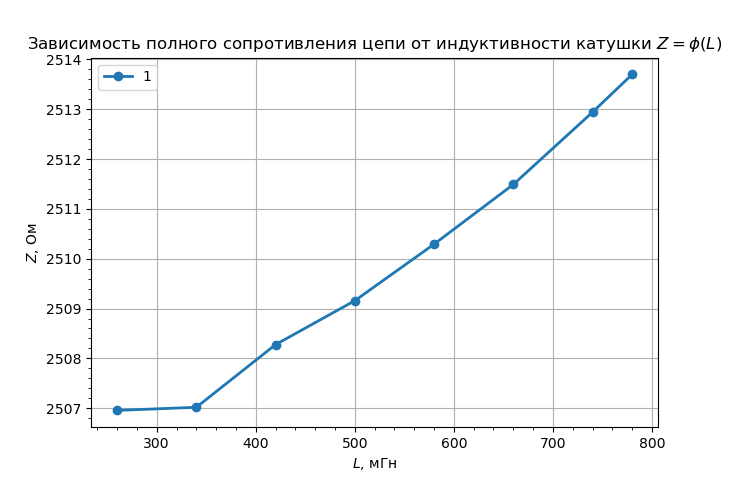 Зависимость полного сопротивления цепи от индуктивности катушки Z = ϕ(L)
1
2514
2513
2512
2511
2510
2509
2508
2507
Z, Ом
300 400 500 600 700 800
L, мГн